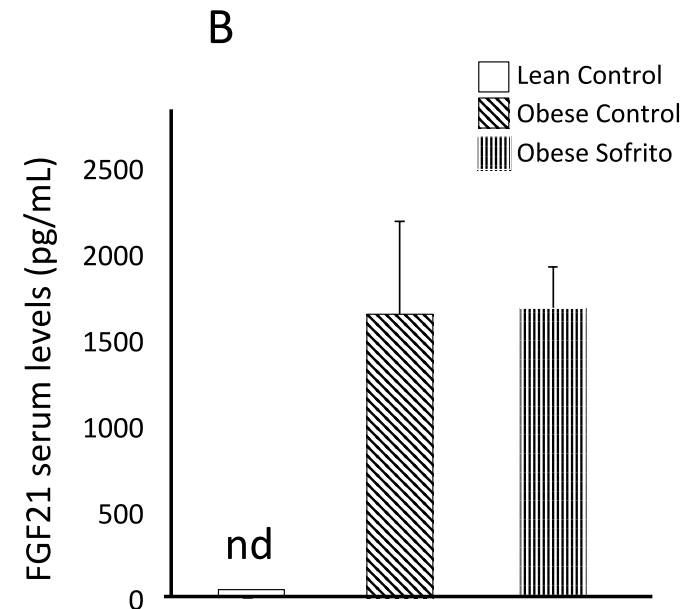 B
Lean Control
Obese Control
Obese Sofrito
FGF21 serum levels (pg/mL)
2500
2000
1500
1000
500
0
nd